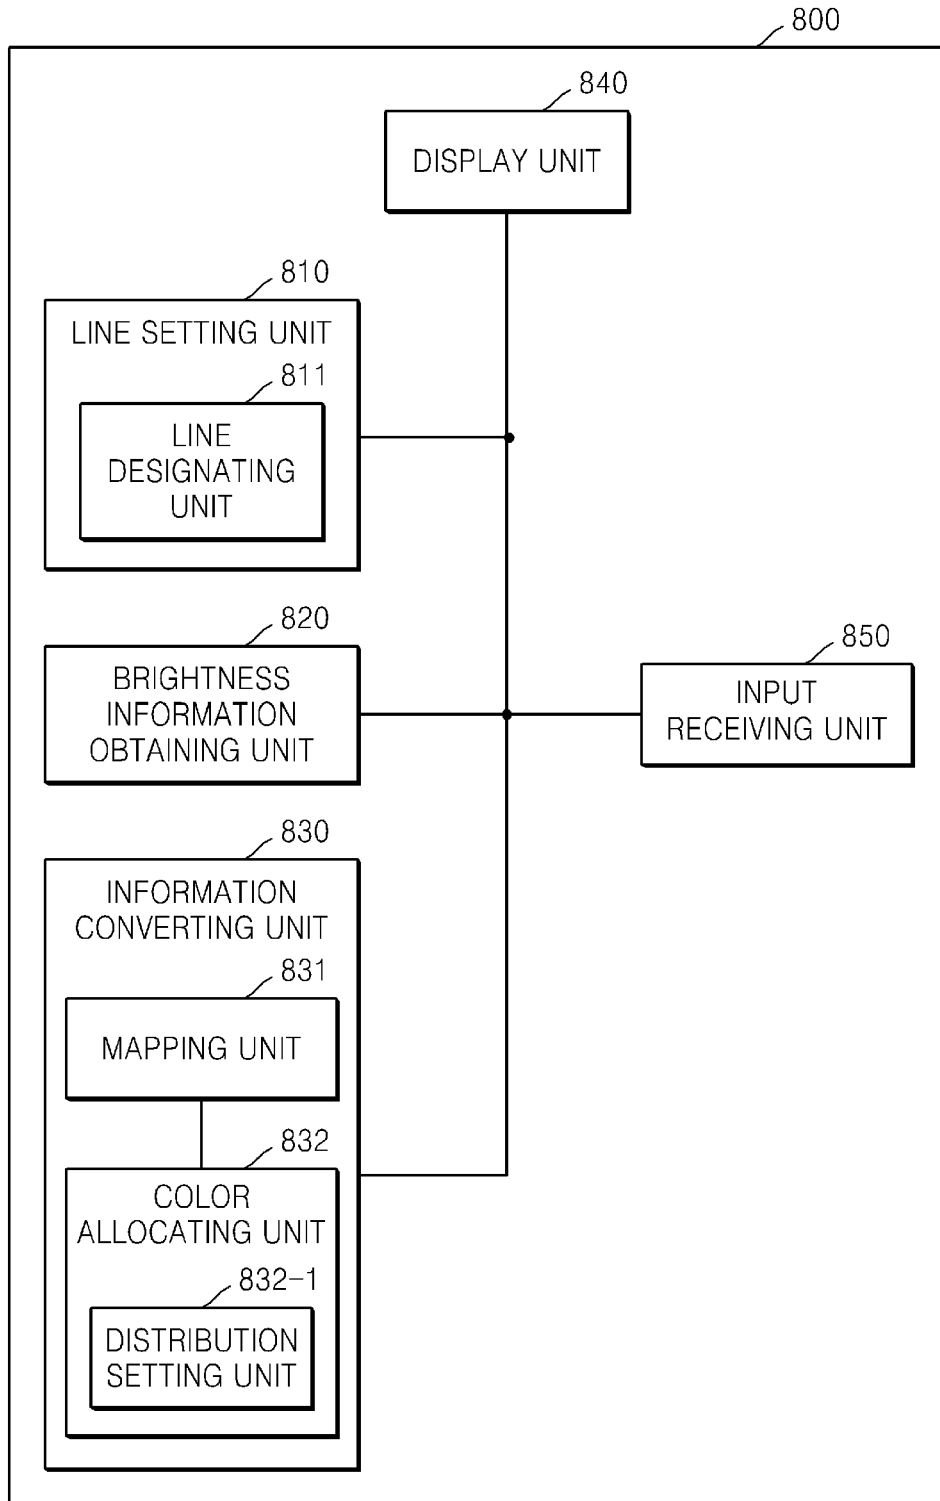 800
840
DISPLAY UNIT
810
LINE SETTING UNIT
811
LINE
DESIGNATING
UNIT
820
BRIGHTNESS
INFORMATION
OBTAINING UNIT
850
INPUT
RECEIVING UNIT
830
INFORMATION
CONVERTING UNIT
831
MAPPING UNIT
832
COLOR
ALLOCATING UNIT
832-1
DISTRIBUTION
SETTING UNIT